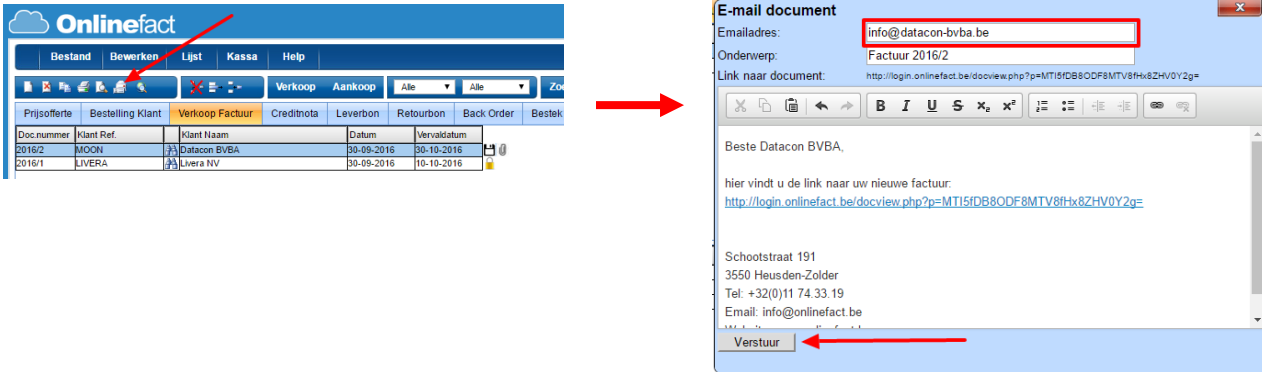 Onlinefact
Bestand Bewerken Lijst Kassa Help
Verkoop Aankoop Alle Alle Zo
Prijsofferte Bestelling Klant Verkoop Factuur Creditnota Leverbon Retourbon Back Order Bestek
Doc.nummer Klant Ref. Klant Naam Datum Vervaldatum
2016/2 MOON Datacon BVBA 30-09-2016 30-10-2016
2016/1 LIVERA Livera NV 30-09-2016 10-10-2016
E-mail document
x
Emailadres: info@datacon-bvba.be
Onderwerp: Factuur 2016/2
Link naar document: http://login.onlinefact.be/docview.php?p=MTI5fDB8ODF8MTV8fHx8ZHV0Y2g=
B I U S x₂ x²
Beste Datacon BVBA,
hier vindt u de link naar uw nieuwe factuur:
http://login.onlinefact.be/docview.php?p=MTI5fDB8ODF8MTV8fHx8ZHV0Y2g=
Schootstraat 191
3550 Heusden-Zolder
Tel: +32(0)11 74.33.19
Email: info@onlinefact.be
Verstuur